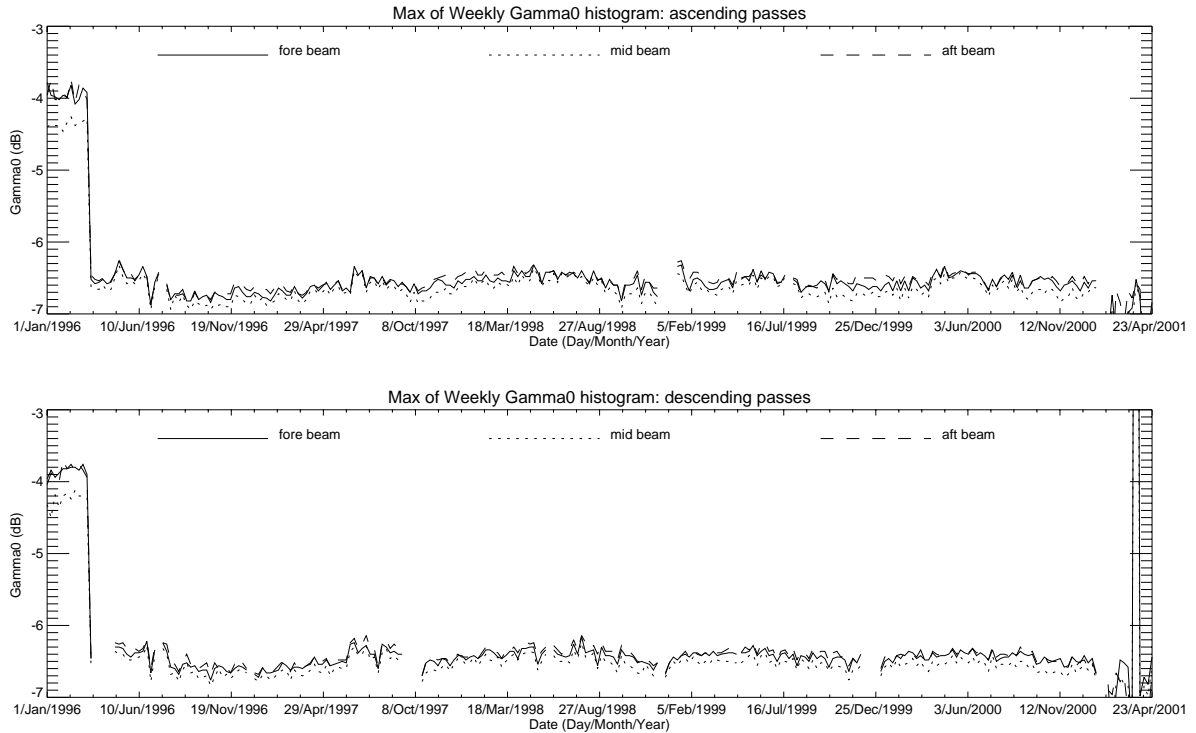 Max of Weekly Gamma0 histogram: ascending passes
fore beam mid beam aft beam
Gamma0 (dB)
-3
-4
-5
-6
-7
1/Jan/1996 10/Jun/1996 19/Nov/1996 29/Apr/1997 8/Oct/1997 18/Mar/1998 27/Aug/1998 5/Feb/1999 16/Jul/1999 25/Dec/1999 3/Jun/2000 12/Nov/2000 23/Apr/2001
Date (Day/Month/Year)
Max of Weekly Gamma0 histogram: descending passes
fore beam mid beam aft beam
Gamma0 (dB)
-3
-4
-5
-6
-7
1/Jan/1996 10/Jun/1996 19/Nov/1996 29/Apr/1997 8/Oct/1997 18/Mar/1998 27/Aug/1998 5/Feb/1999 16/Jul/1999 25/Dec/1999 3/Jun/2000 12/Nov/2000 23/Apr/2001
Date (Day/Month/Year)